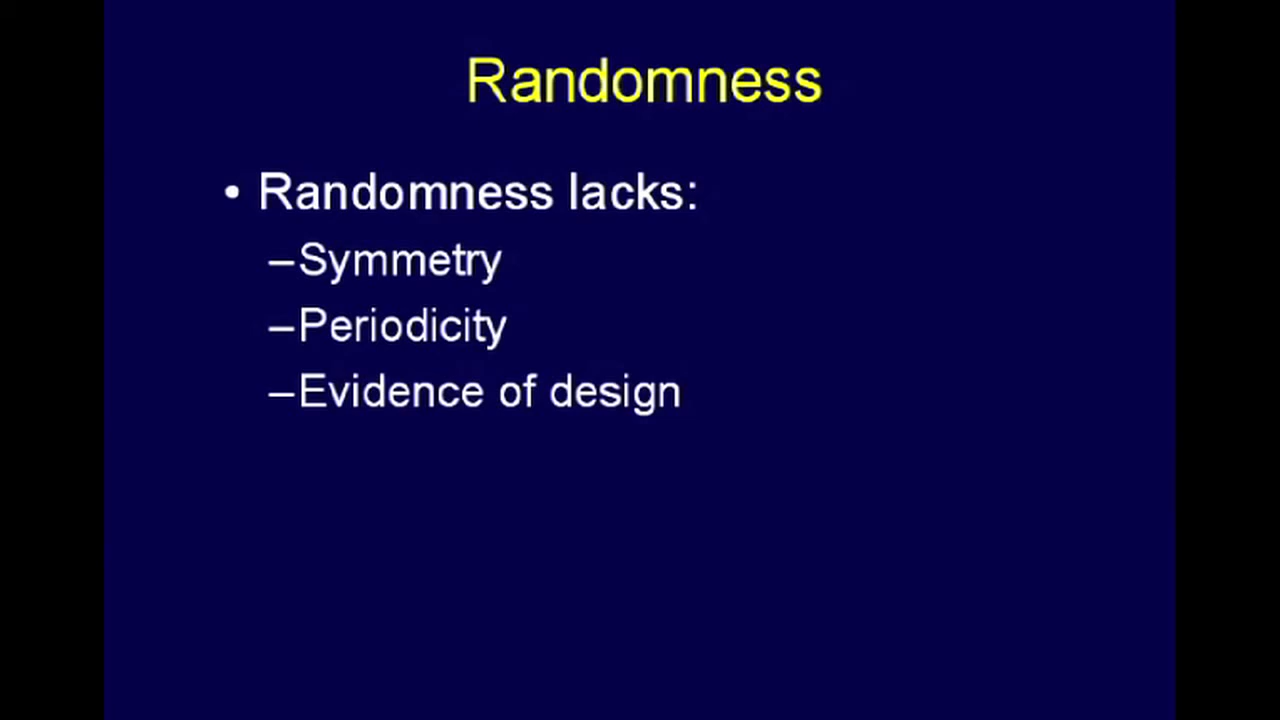 Randomness
• Randomness lacks:
–Symmetry
–Periodicity
–Evidence of design